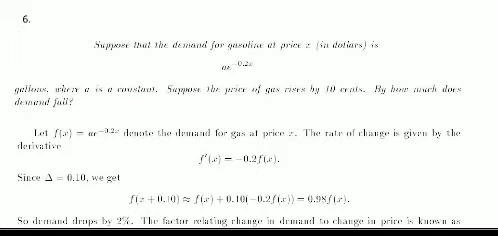 6.
Suppose that the demand for gasoline at price x (in dollars) is
ae^{-0.2x}
gallons, where a is a constant. Suppose the price of gas rises by 10 cents. By how much does
demand fall?
Let f(x) = ae^{-0.2x} denote the demand for gas at price x. The rate of change is given by the
derivative
f'(x) = -0.2f(x).
Since Δ = 0.10, we get
f(x + 0.10) ≈ f(x) + 0.10(-0.2f(x)) = 0.98f(x).
So demand drops by 2%. The factor relating change in demand to change in price is known as